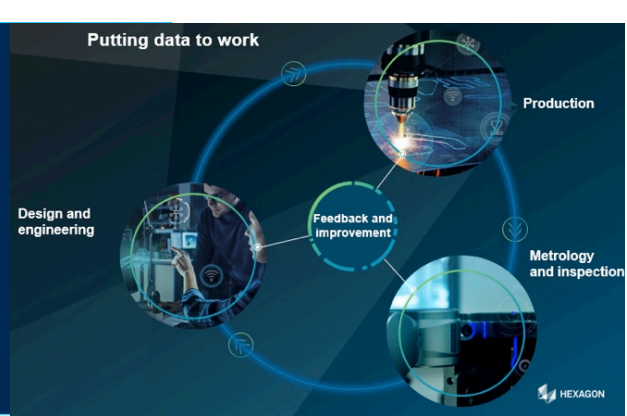 Putting data to work
Production
Design and
engineering
Feedback and
improvement
Metrology
and inspection
HEXAGON